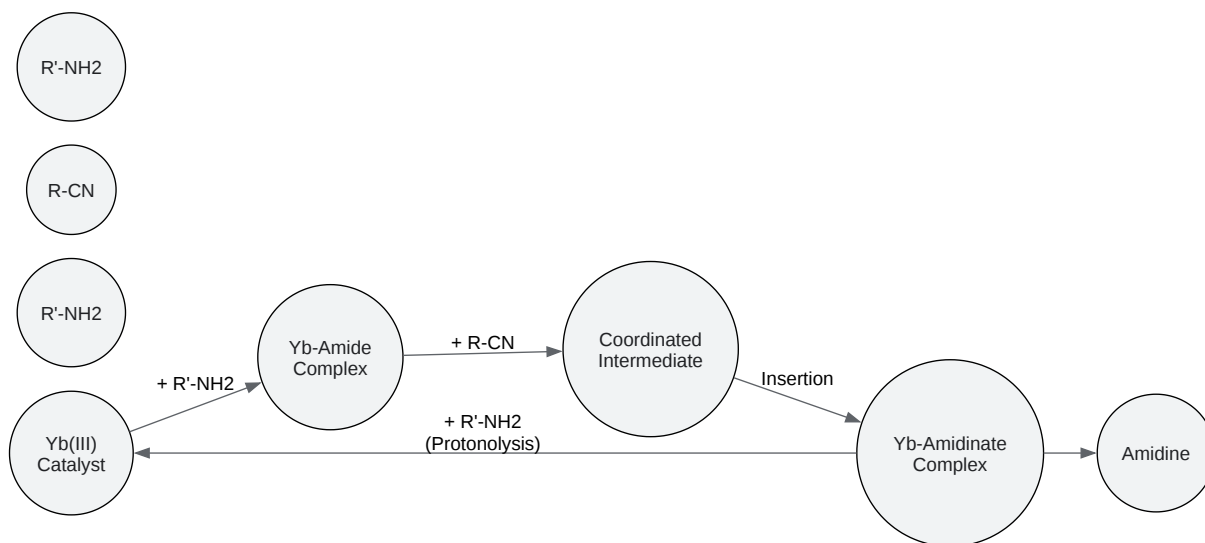 R'-NH2
R-CN
R'-NH2
Yb-Amide
Complex
+ R-CN
Coordinated
Intermediate
+ R'-NH2
Insertion
+ R'-NH2
(Protonolysis)
Yb(III)
Catalyst
Yb-Amidinate
Complex
Amidine